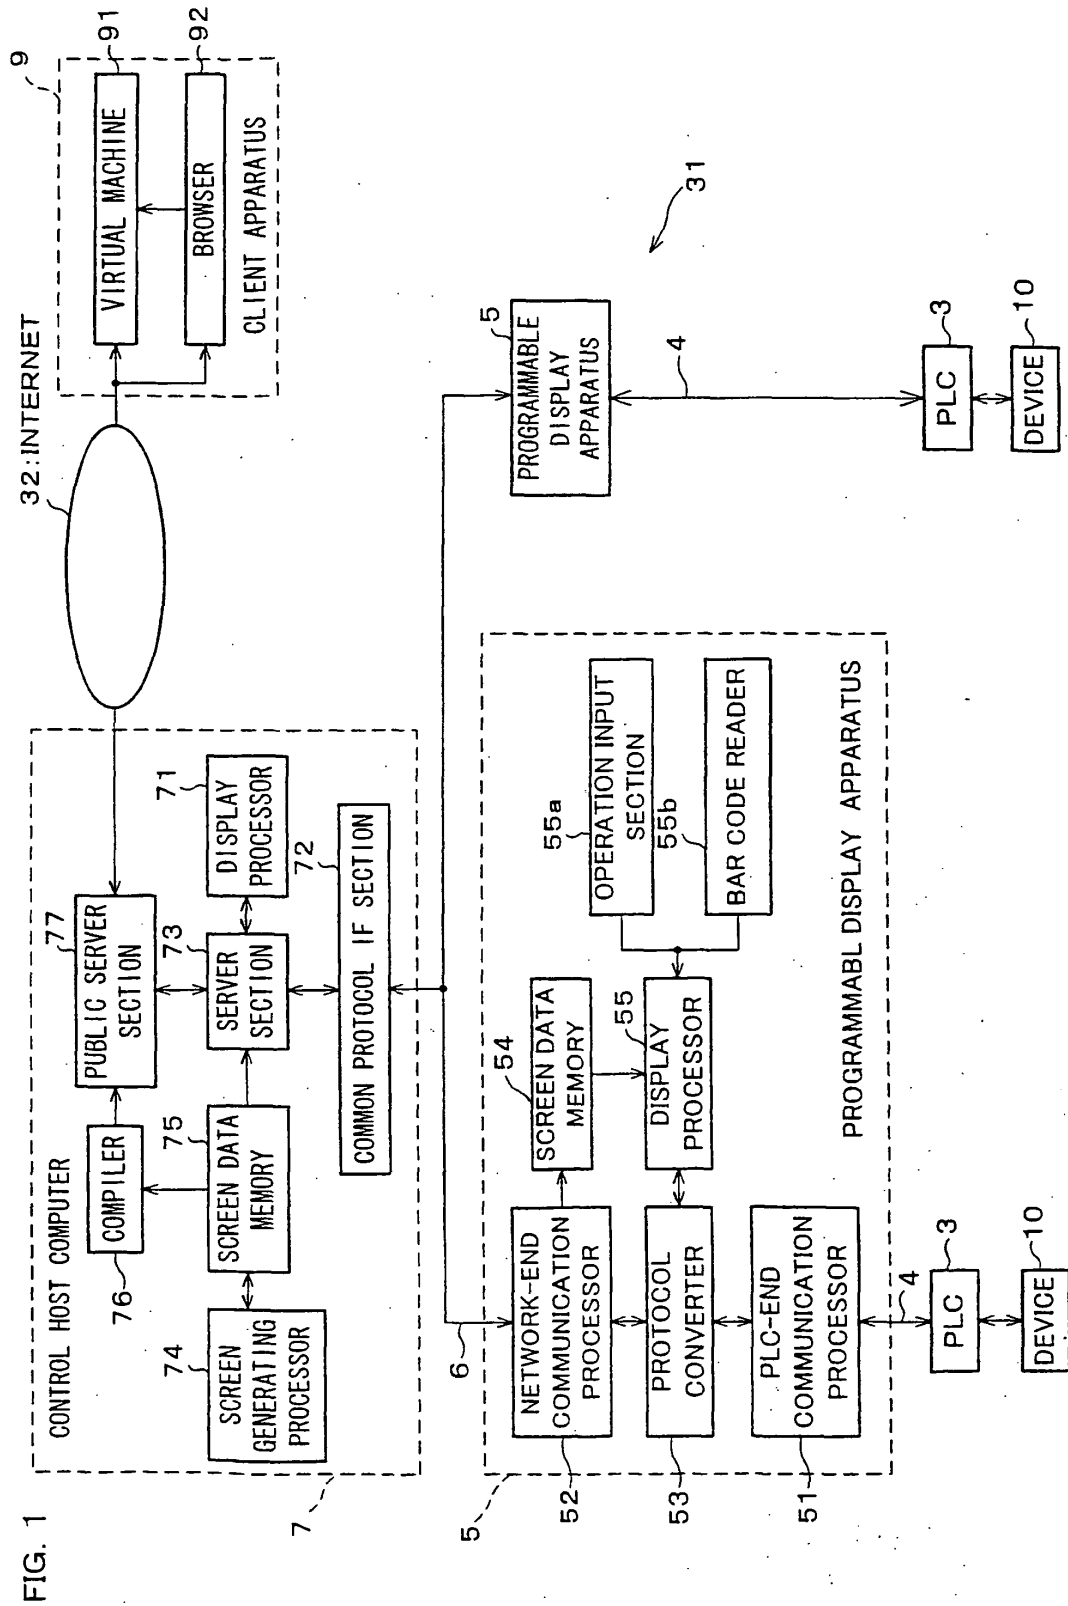 FIG. 1
CONTROL HOST COMPUTER
7
74
SCREEN
GENERATING
PROCESSOR
76
COMPILER
75
SCREEN DATA
MEMORY
77
PUBLIC SERVER
SECTION
73
SERVER
SECTION
71
DISPLAY
PROCESSOR
72
COMMON PROTOCOL IF SECTION
32:INTERNET
9
VIRTUAL MACHINE
91
BROWSER
92
CLIENT APPARATUS
31
5
6
52
NETWORK-END
COMMUNICATION
PROCESSOR
53
PROTOCOL
CONVERTER
51
PLC-END
COMMUNICATION
PROCESSOR
54
SCREEN DATA
MEMORY
55
DISPLAY
PROCESSOR
55a
OPERATION INPUT
SECTION
55b
BAR CODE READER
PROGRAMMABL DISPLAY APPARATUS
4
PLC
3
DEVICE
10
5
PROGRAMMABLE
DISPLAY
APPARATUS
4
PLC
3
DEVICE
10